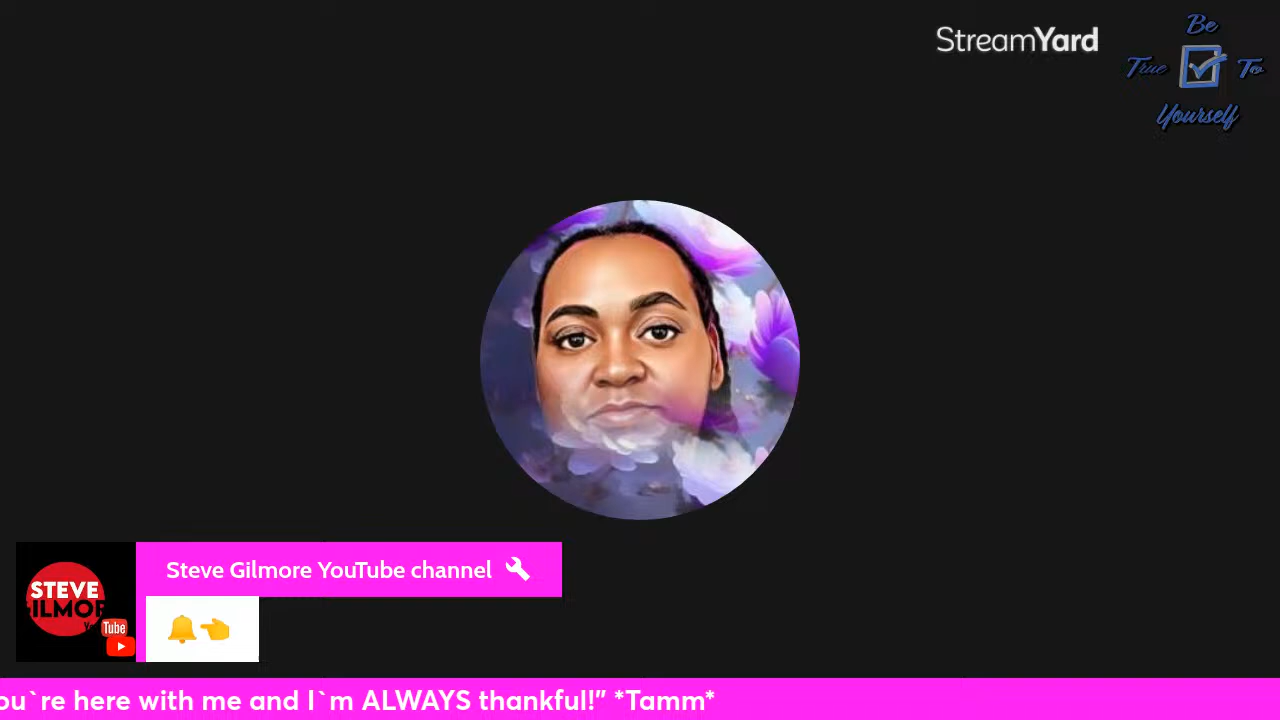 StreamYard
Be
True To
Yourself
Steve Gilmore YouTube channel
STEVE
GILMOR
Tube
ou`re here with me and I`m ALWAYS thankful!” *Tamm*